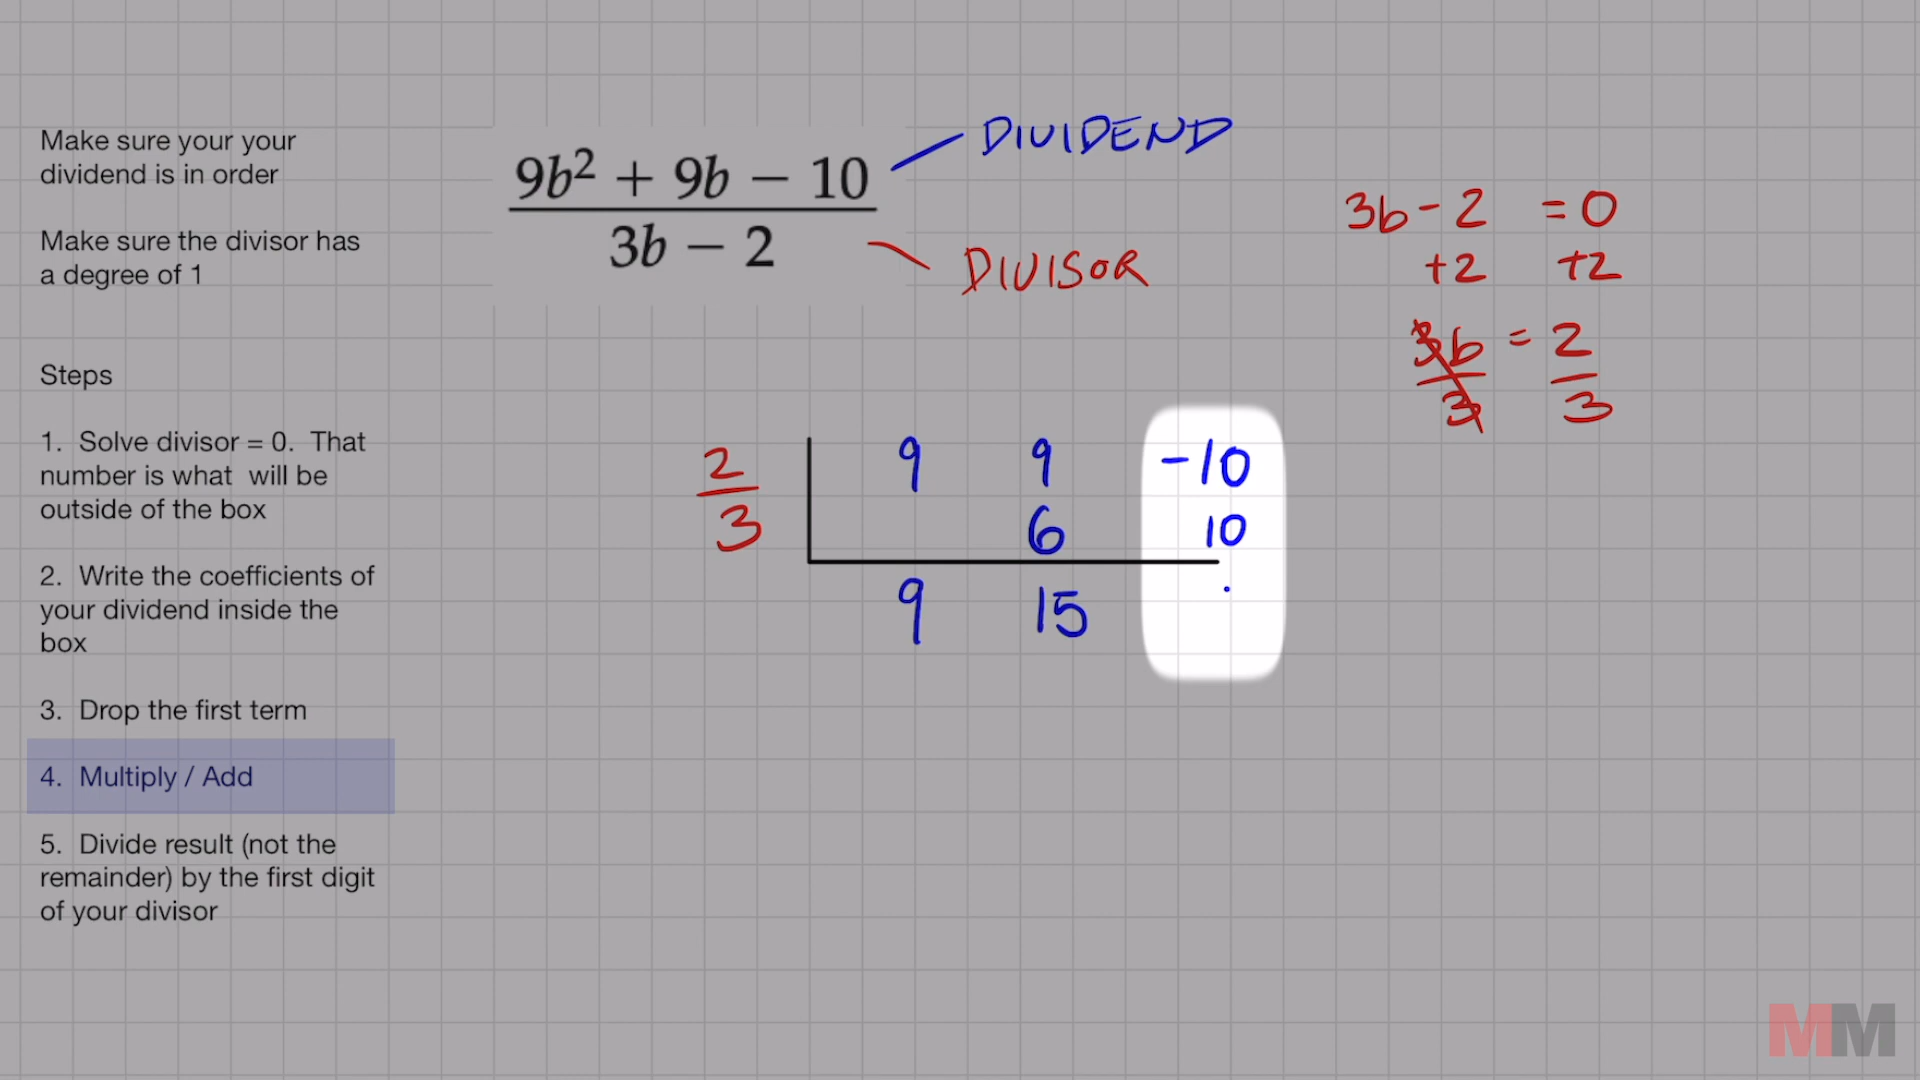 Make sure your your
dividend is in order
Make sure the divisor has
a degree of 1
Steps
1. Solve divisor = 0. That
number is what will be
outside of the box
2. Write the coefficients of
your dividend inside the
box
3. Drop the first term
4. Multiply / Add
5. Divide result (not the
remainder) by the first digit
of your divisor
9b² + 9b − 10
3b − 2
DIVIDEND
DIVISOR
3b - 2 = 0
+2 +2
3b = 2
3 3
2
3
9 9 -10
6 10
9 15
MM